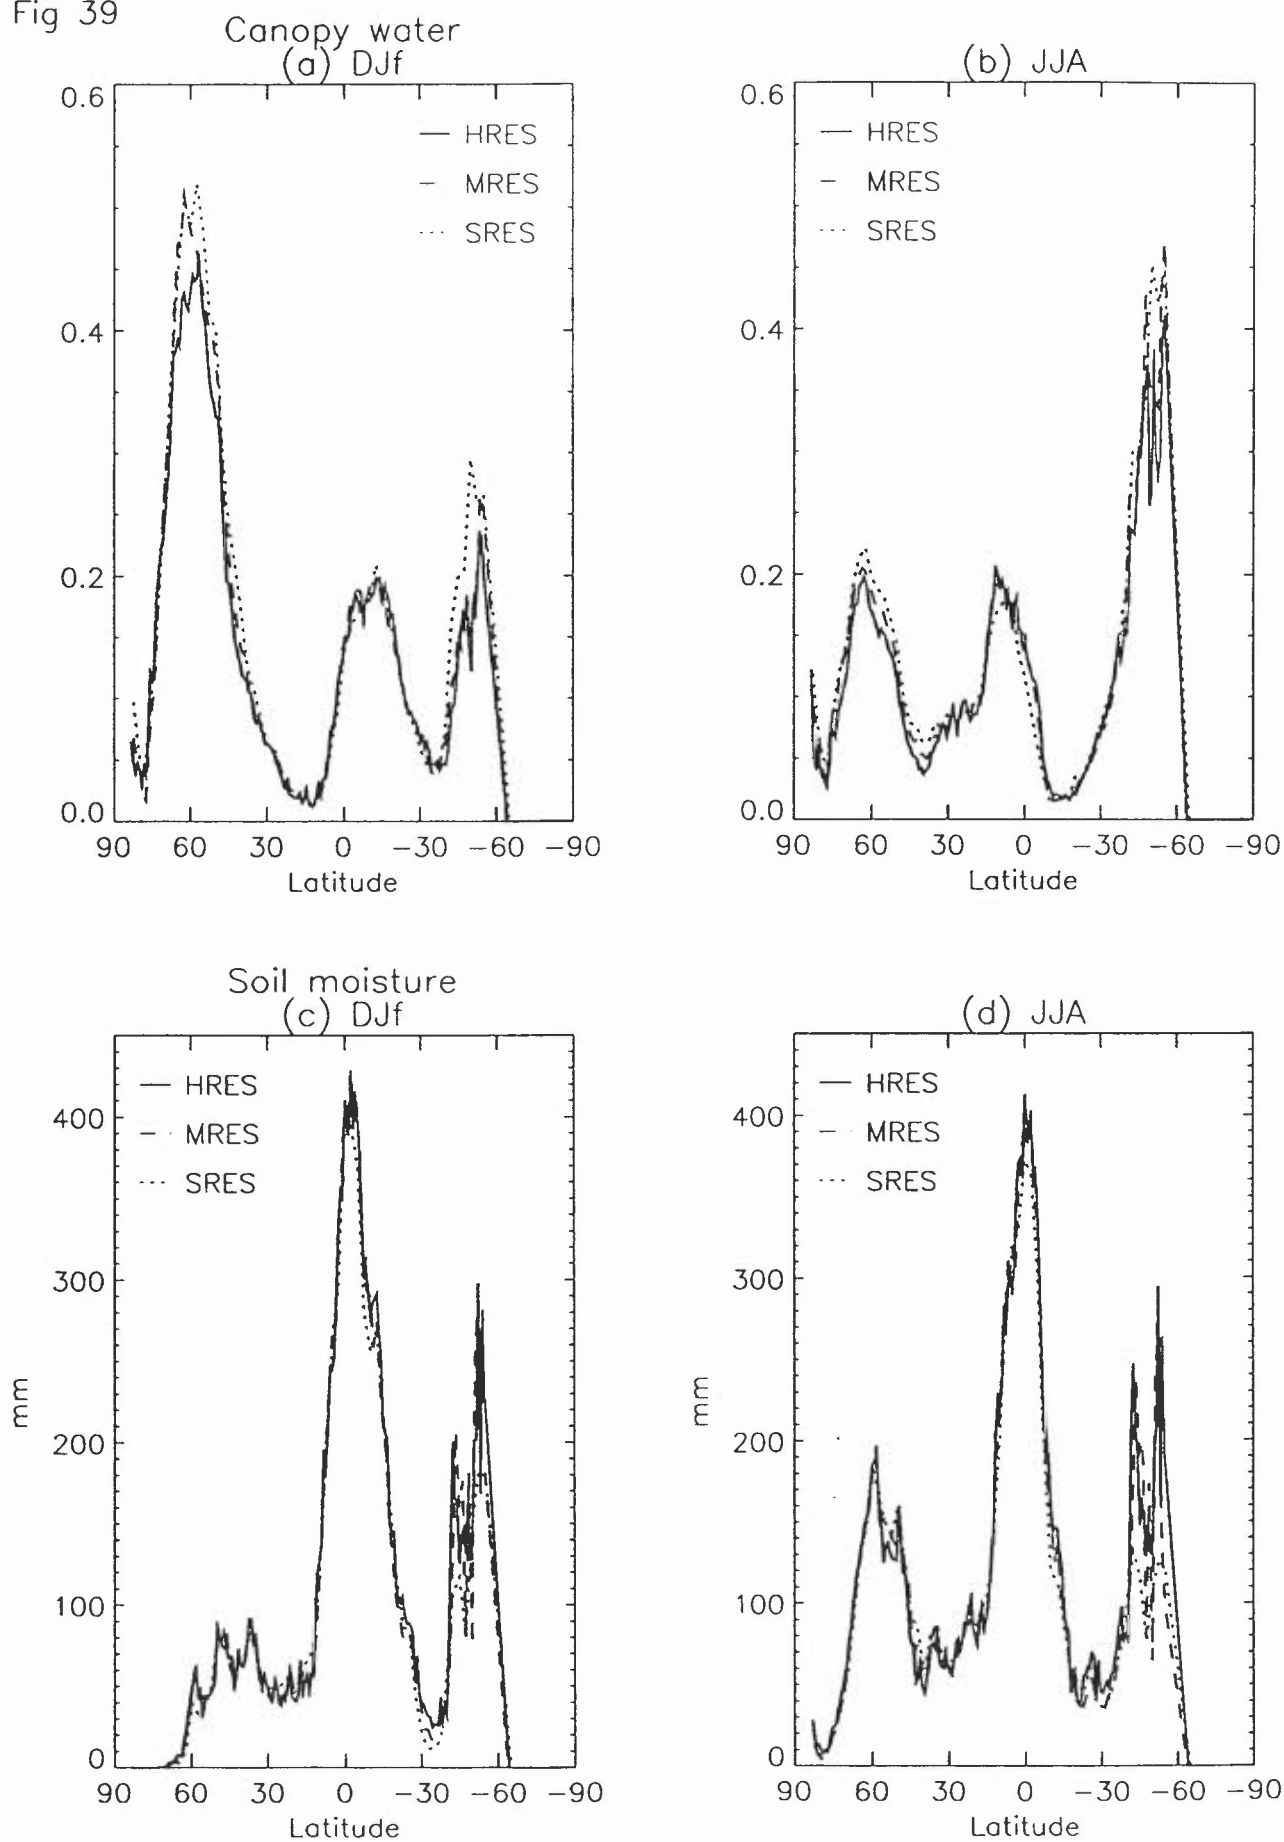 Fig 39
Canopy water
(a) DJf
0.6
0.4
0.2
0.0
HRES
MRES
SRES
90 60 30 0 −30 −60 −90
Latitude
(b) JJA
0.6
0.4
0.2
0.0
HRES
MRES
SRES
90 60 30 0 −30 −60 −90
Latitude
Soil moisture
(c) DJf
mm
400
300
200
100
0
HRES
MRES
SRES
90 60 30 0 −30 −60 −90
Latitude
(d) JJA
mm
400
300
200
100
0
HRES
MRES
SRES
90 60 30 0 −30 −60 −90
Latitude